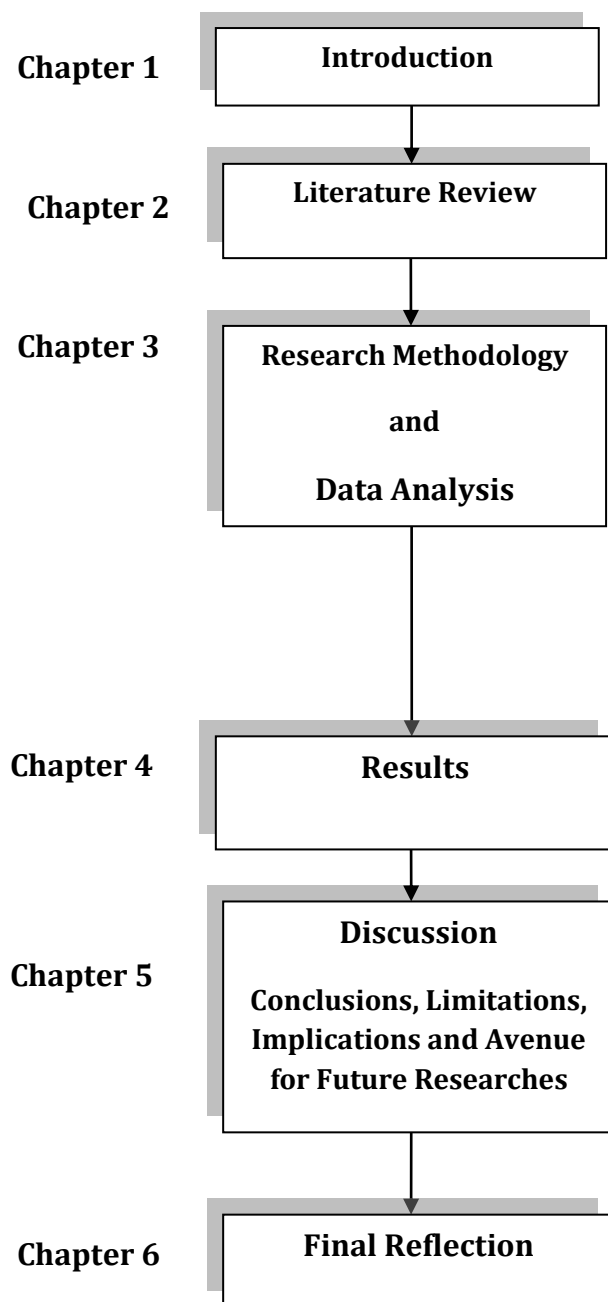 Chapter 1
Introduction
Chapter 2
Literature Review
Chapter 3
Research Methodology
and
Data Analysis
Chapter 4
Results
Chapter 5
Discussion
Conclusions, Limitations,
Implications and Avenue
for Future Researches
Chapter 6
Final Reflection